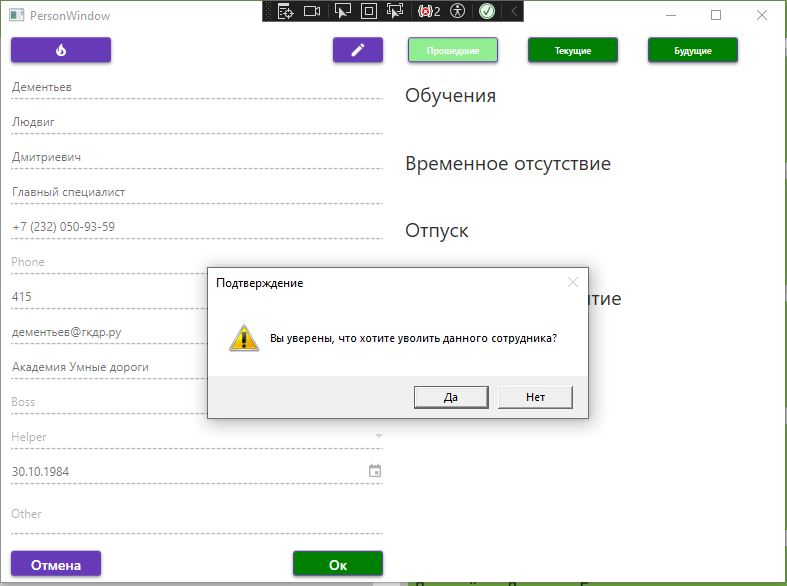 PersonWindow
2
Прошедшие
Текущие
Будущие
Дементьев
Людвиг
Дмитриевич
Главный специалист
+7 (232) 050-93-59
Phone
415
дементьев@гкдр.ру
Академия Умные дороги
Boss
Helper
30.10.1984
Other
Отмена
Ок
Обучения
Временное отсутствие
Отпуск
тие
Подтверждение
Вы уверены, что хотите уволить данного сотрудника?
Да
Нет